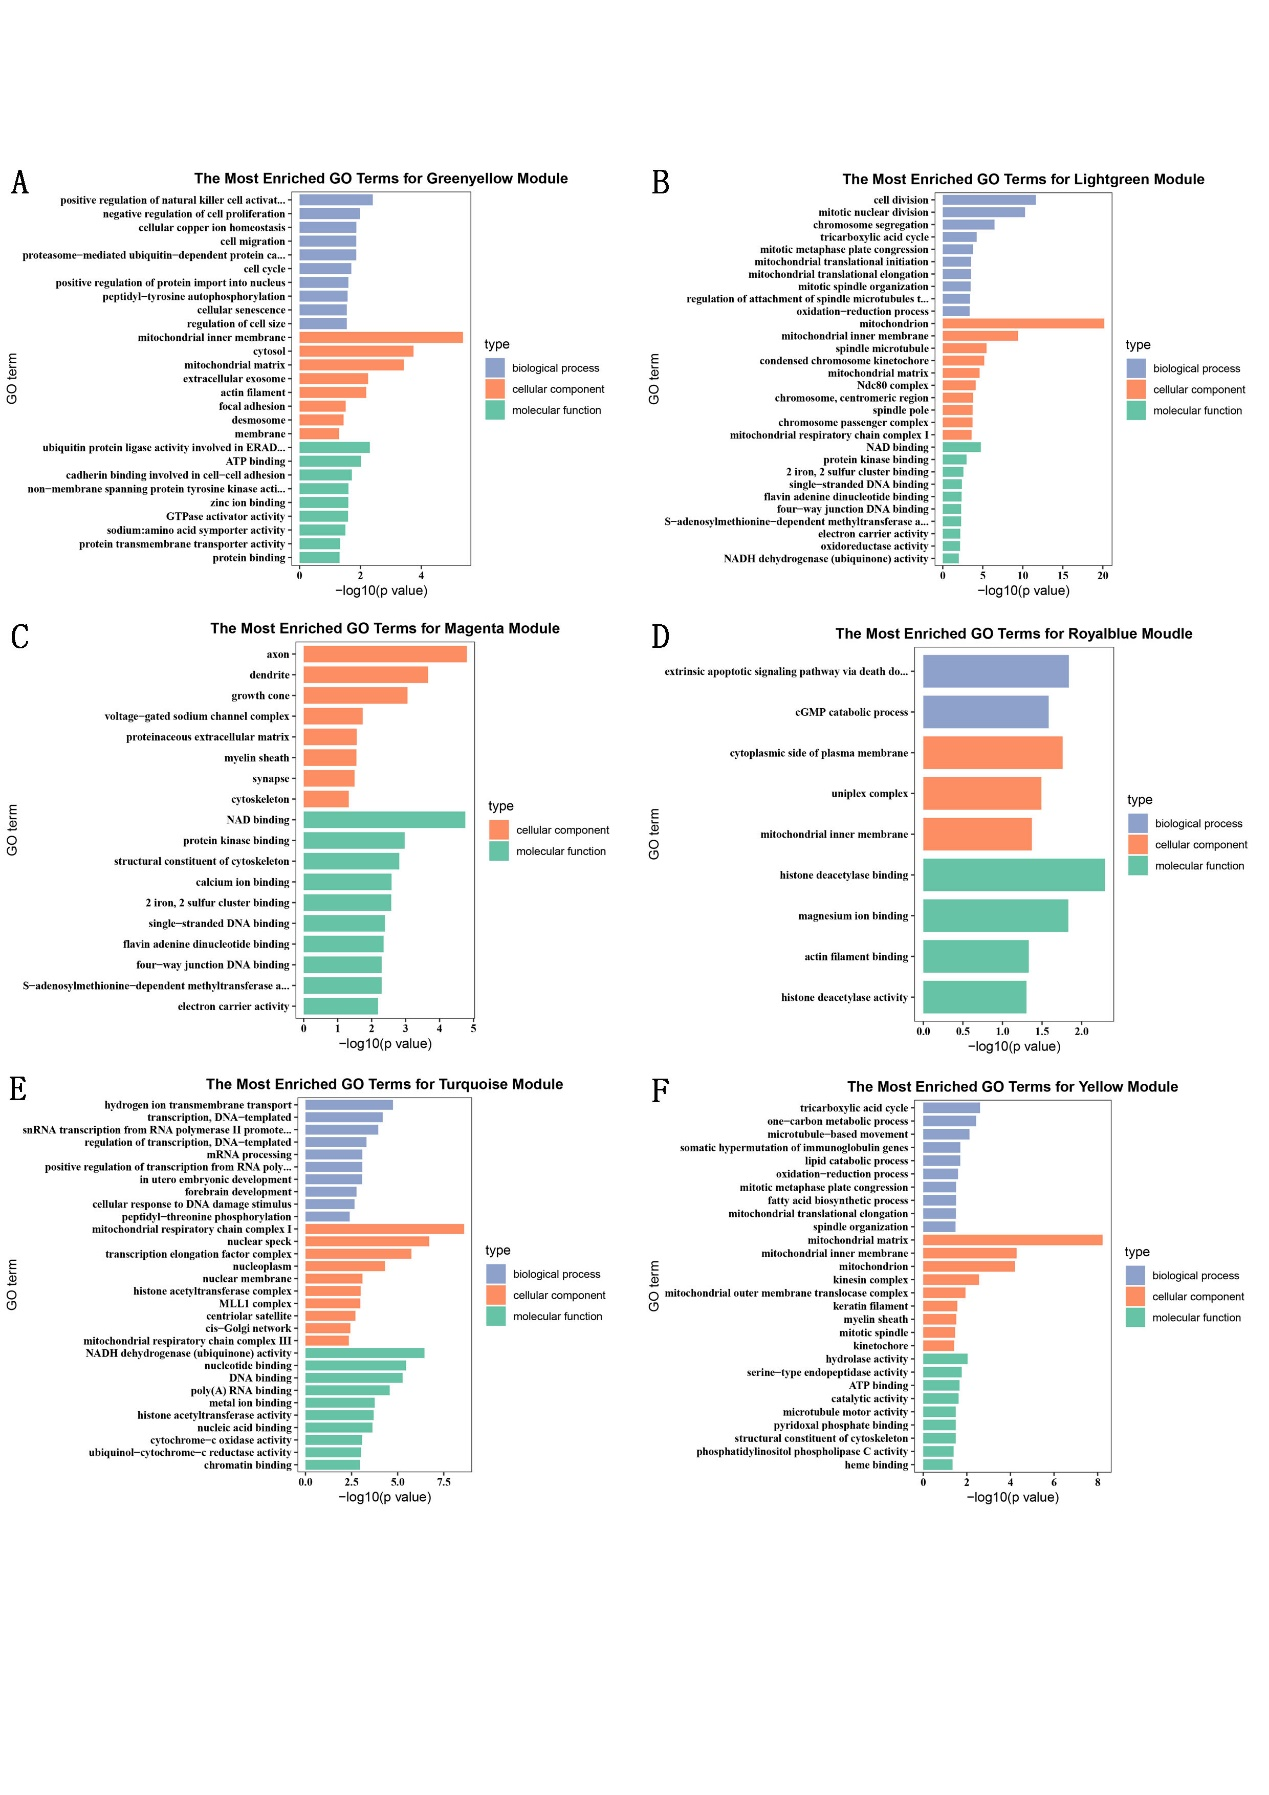 A
The Most Enriched GO Terms for Greenyellow Module
positive regulation of natural killer cell activat...
negative regulation of cell proliferation
cellular copper ion homeostasis
cell migration
proteasome−mediated ubiquitin−dependent protein ca...
cell cycle
positive regulation of protein import into nucleus
peptidyl−tyrosine autophosphorylation
cellular senescence
regulation of cell size
mitochondrial inner membrane
cytosol
mitochondrial matrix
extracellular exosome
actin filament
focal adhesion
desmosome
membrane
ubiquitin protein ligase activity involved in ERAD...
ATP binding
cadherin binding involved in cell−cell adhesion
non−membrane spanning protein tyrosine kinase acti...
zinc ion binding
GTPase activator activity
sodium:amino acid symporter activity
protein transmembrane transporter activity
protein binding
GO term
0 2 4
−log10(p value)
type
biological process
cellular component
molecular function
B
The Most Enriched GO Terms for Lightgreen Module
cell division
mitotic nuclear division
chromosome segregation
tricarboxylic acid cycle
mitotic metaphase plate congression
mitochondrial translational initiation
mitochondrial translational elongation
mitotic spindle organization
regulation of attachment of spindle microtubules t...
oxidation−reduction process
mitochondrion
mitochondrial inner membrane
spindle microtubule
condensed chromosome kinetochore
mitochondrial matrix
Ndc80 complex
chromosome, centromeric region
spindle pole
chromosome passenger complex
mitochondrial respiratory chain complex I
NAD binding
protein kinase binding
2 iron, 2 sulfur cluster binding
single−stranded DNA binding
flavin adenine dinucleotide binding
four−way junction DNA binding
S−adenosylmethionine−dependent methyltransferase a...
electron carrier activity
oxidoreductase activity
NADH dehydrogenase (ubiquinone) activity
GO term
0 5 10 15 20
−log10(p value)
type
biological process
cellular component
molecular function
C
The Most Enriched GO Terms for Magenta Module
axon
dendrite
growth cone
voltage−gated sodium channel complex
proteinaceous extracellular matrix
myelin sheath
synapse
cytoskeleton
NAD binding
protein kinase binding
structural constituent of cytoskeleton
calcium ion binding
2 iron, 2 sulfur cluster binding
single−stranded DNA binding
flavin adenine dinucleotide binding
four−way junction DNA binding
S−adenosylmethionine−dependent methyltransferase a...
electron carrier activity
GO term
0 1 2 3 4 5
−log10(p value)
type
cellular component
molecular function
D
The Most Enriched GO Terms for Royalblue Moudle
extrinsic apoptotic signaling pathway via death do...
cGMP catabolic process
cytoplasmic side of plasma membrane
uniplex complex
mitochondrial inner membrane
histone deacetylase binding
magnesium ion binding
actin filament binding
histone deacetylase activity
GO term
0.0 0.5 1.0 1.5 2.0
−log10(p value)
type
biological process
cellular component
molecular function
E
The Most Enriched GO Terms for Turquoise Module
hydrogen ion transmembrane transport
transcription, DNA−templated
snRNA transcription from RNA polymerase II promote...
regulation of transcription, DNA−templated
mRNA processing
positive regulation of transcription from RNA poly...
in utero embryonic development
forebrain development
cellular response to DNA damage stimulus
peptidyl−threonine phosphorylation
mitochondrial respiratory chain complex I
nuclear speck
transcription elongation factor complex
nucleoplasm
nuclear membrane
histone acetyltransferase complex
MLL1 complex
centriolar satellite
cis−Golgi network
mitochondrial respiratory chain complex III
NADH dehydrogenase (ubiquinone) activity
nucleotide binding
DNA binding
poly(A) RNA binding
metal ion binding
histone acetyltransferase activity
nucleic acid binding
cytochrome−c oxidase activity
ubiquinol−cytochrome−c reductase activity
chromatin binding
GO term
0.0 2.5 5.0 7.5
−log10(p value)
type
biological process
cellular component
molecular function
F
The Most Enriched GO Terms for Yellow Module
tricarboxylic acid cycle
one−carbon metabolic process
microtubule−based movement
somatic hypermutation of immunoglobulin genes
lipid catabolic process
oxidation−reduction process
mitotic metaphase plate congression
fatty acid biosynthetic process
mitochondrial translational elongation
spindle organization
mitochondrial matrix
mitochondrial inner membrane
mitochondrion
kinesin complex
mitochondrial outer membrane translocase complex
keratin filament
myelin sheath
mitotic spindle
kinetochore
hydrolase activity
serine−type endopeptidase activity
ATP binding
catalytic activity
microtubule motor activity
pyridoxal phosphate binding
structural constituent of cytoskeleton
phosphatidylinositol phospholipase C activity
heme binding
GO term
0 2 4 6 8
−log10(p value)
type
biological process
cellular component
molecular function